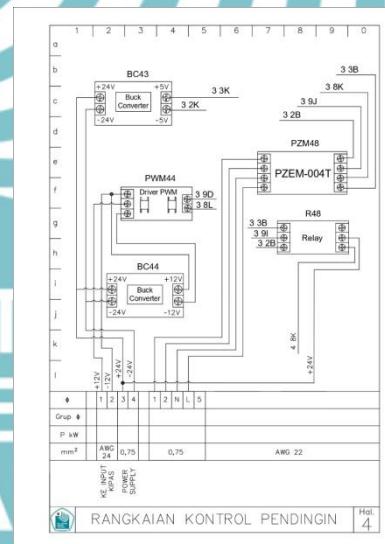 1 2 3 4 5 6 7 8 9 0
a
b
c
d
e
f
g
h
i
j
k
l
BC43
+24V +5V
Buck Converter
-24V -5V
3 3K
3 2K
3 3B
3 8K
3 9J
3 2B
PZM48
PZEM-004T
PWM44
Driver PWM
H H
3 9D
3 8L
R48
3 3B
3 9I
3 2B
Relay
BC44
+24V +12V
Buck Converter
-24V -12V
4 8K
+24V
+12V
-12V
+24V
-24V
ϕ 1 2 3 4 1 2 N L 5
Grup ϕ
P kW
mm² AWG 24 0,75 0,75 AWG 22
KE INPUT KIPAS
POWER SUPPLY
RANGKAIAN KONTROL PENDINGIN
Hal.
4